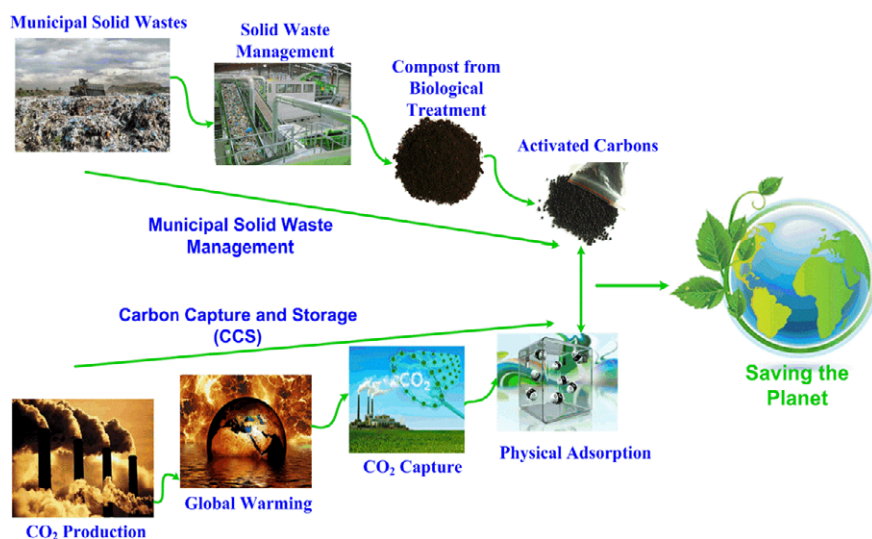 Municipal Solid Wastes
Solid Waste
Management
Compost from
Biological
Treatment
Activated Carbons
Municipal Solid Waste
Management
Carbon Capture and Storage
(CCS)
CO₂
CO₂ Production
Global Warming
CO₂ Capture
Physical Adsorption
Saving the
Planet